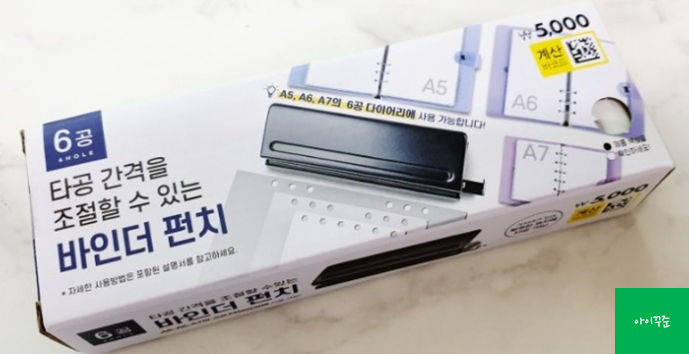 6공
6HOLE
타공 간격을
조절할 수 있는
바인더 펀치
* 자세한 사용방법은 포함된 설명서를 참고하세요.
A5, A6, A7의 6공 다이어리에 사용 가능합니다!
A5
A6
A7
₩5,000
계산
바코드
₩5,000
계산
6공
타공 간격을 조절할 수 있는
바인더 펀치
아이꾸준